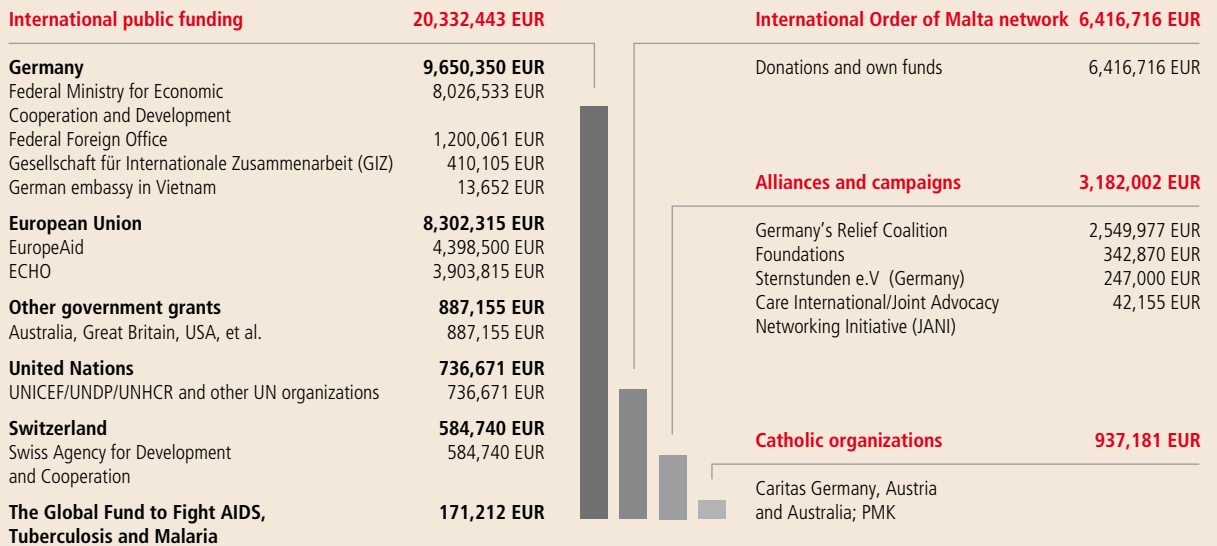 International public funding 20,332,443 EUR
Germany 9,650,350 EUR
Federal Ministry for Economic 8,026,533 EUR
Cooperation and Development
Federal Foreign Office 1,200,061 EUR
Gesellschaft für Internationale Zusammenarbeit (GIZ) 410,105 EUR
German embassy in Vietnam 13,652 EUR
European Union 8,302,315 EUR
EuropeAid 4,398,500 EUR
ECHO 3,903,815 EUR
Other government grants 887,155 EUR
Australia, Great Britain, USA, et al. 887,155 EUR
United Nations 736,671 EUR
UNICEF/UNDP/UNHCR and other UN organizations 736,671 EUR
Switzerland 584,740 EUR
Swiss Agency for Development 584,740 EUR
and Cooperation
The Global Fund to Fight AIDS, 171,212 EUR
Tuberculosis and Malaria
International Order of Malta network 6,416,716 EUR
Donations and own funds 6,416,716 EUR
Alliances and campaigns 3,182,002 EUR
Germany's Relief Coalition 2,549,977 EUR
Foundations 342,870 EUR
Sternstunden e.V (Germany) 247,000 EUR
Care International/Joint Advocacy 42,155 EUR
Networking Initiative (JANI)
Catholic organizations 937,181 EUR
Caritas Germany, Austria
and Australia; PMK